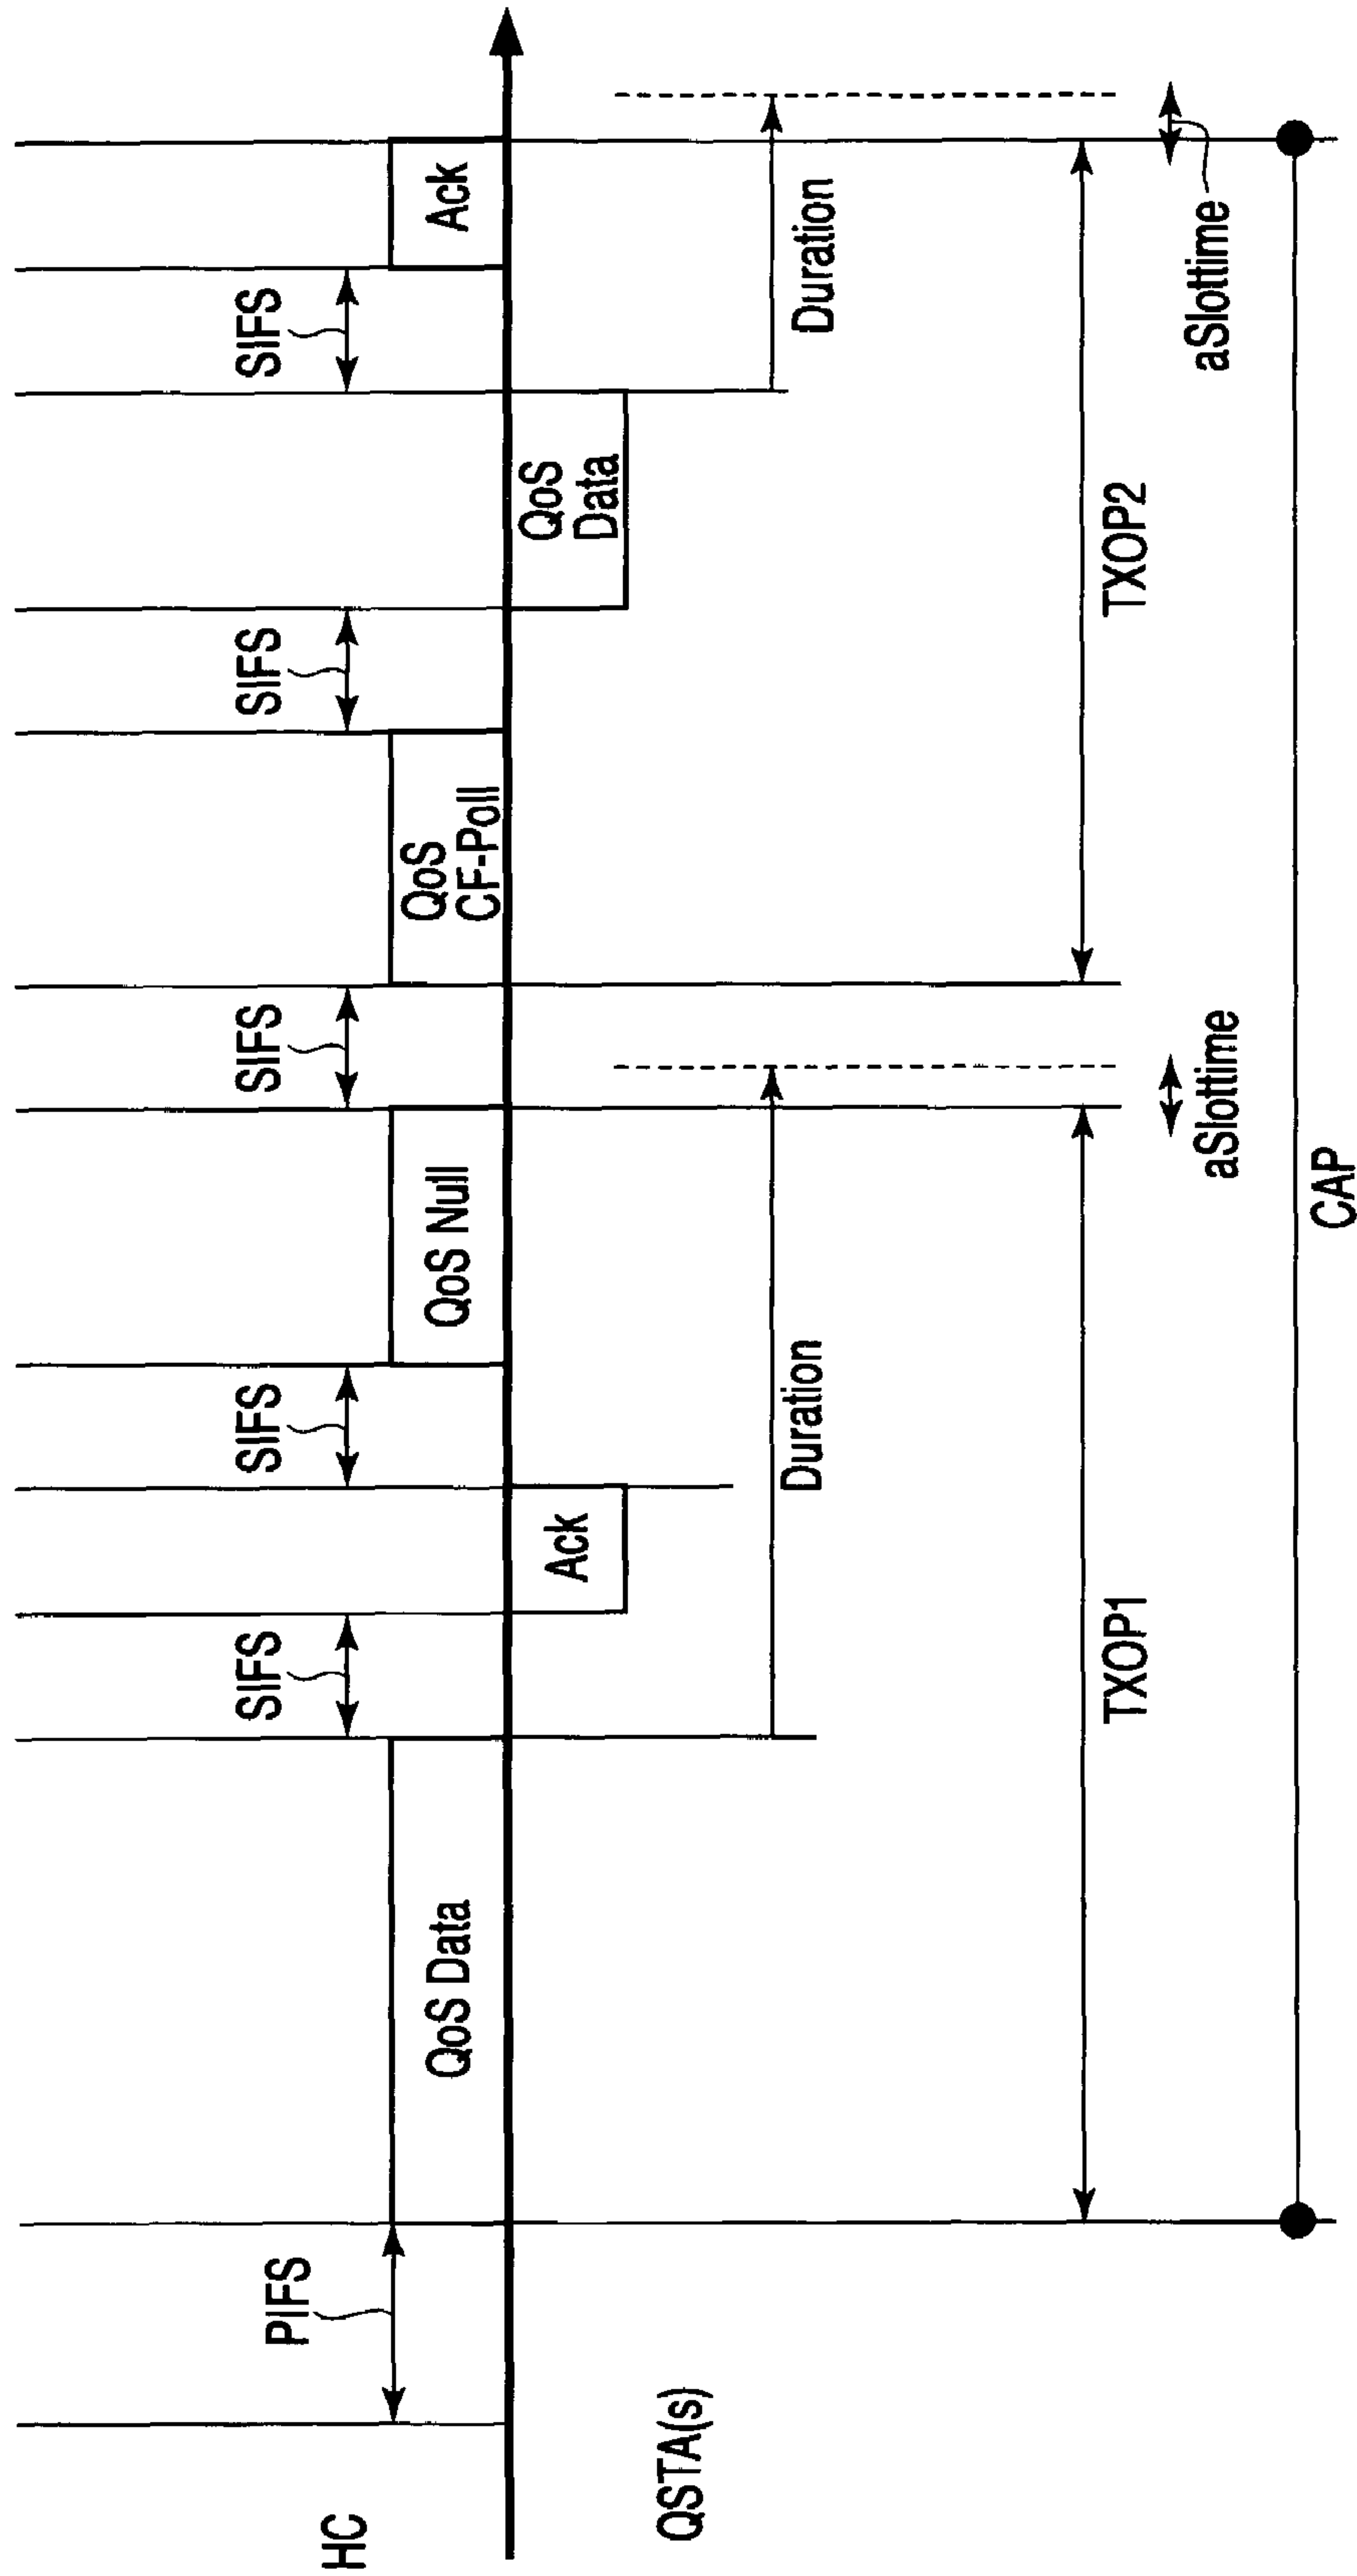 HC
PIFS
SIFS
SIFS
SIFS
SIFS
SIFS
QoS Data
QoS Null
QoS
CF-Poll
Ack
QSTA(s)
Ack
QoS
Data
Duration
Duration
TXOP1
TXOP2
aSlottime
aSlottime
CAP